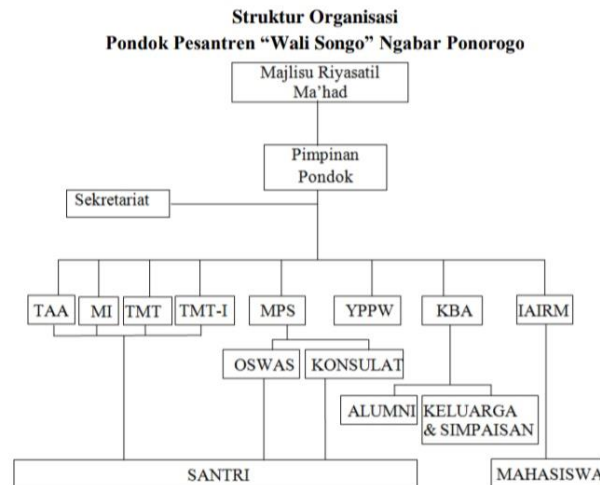 Struktur Organisasi
Pondok Pesantren “Wali Songo” Ngabar Ponorogo
Majlisu Riyasatil
Ma’had
Pimpinan
Pondok
Sekretariat
TAA MI TMT TMT-I MPS YPPW KBA IAIRM
OSWAS KONSULAT
ALUMNI KELUARGA
& SIMPAISAN
SANTRI MAHASISWA